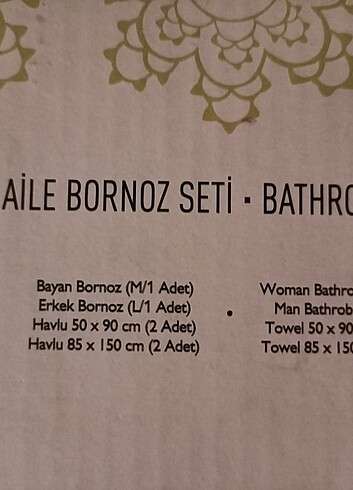 AİLE BORNOZ SETİ · BATHRO
Bayan Bornoz (M/1 Adet)
Erkek Bornoz (L/1 Adet)
Havlu 50 x 90 cm (2 Adet)
Havlu 85 x 150 cm (2 Adet)
•
Woman Bathro
Man Bathrob
Towel 50 x 90
Towel 85 x 150